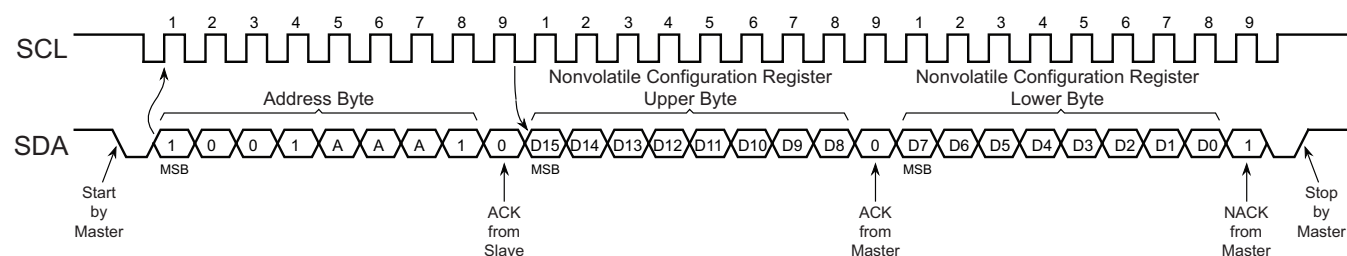 1 2 3 4 5 6 7 8 9 1 2 3 4 5 6 7 8 9 1 2 3 4 5 6 7 8 9
SCL
Nonvolatile Configuration Register Nonvolatile Configuration Register
Address Byte Upper Byte Lower Byte
SDA 1 0 0 1 A A A 1 0 D15 D14 D13 D12 D11 D10 D9 D8 0 D7 D6 D5 D4 D3 D2 D1 D0 1
MSB MSB MSB
Start
by
Master
ACK
from
Slave
ACK
from
Master
NACK
from
Master
Stop
by
Master